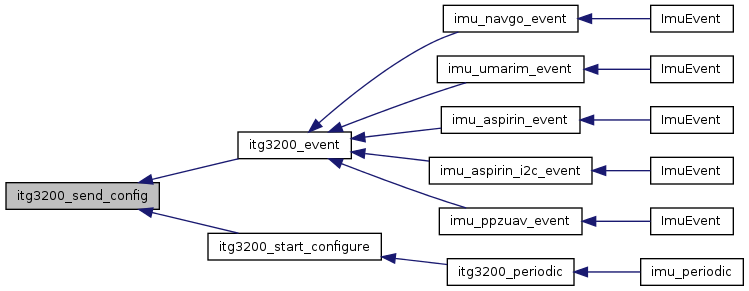 imu_navgo_event
ImuEvent
imu_umarim_event
ImuEvent
imu_aspirin_event
ImuEvent
itg3200_event
imu_aspirin_i2c_event
ImuEvent
itg3200_send_config
imu_ppzuav_event
ImuEvent
itg3200_start_configure
itg3200_periodic
imu_periodic